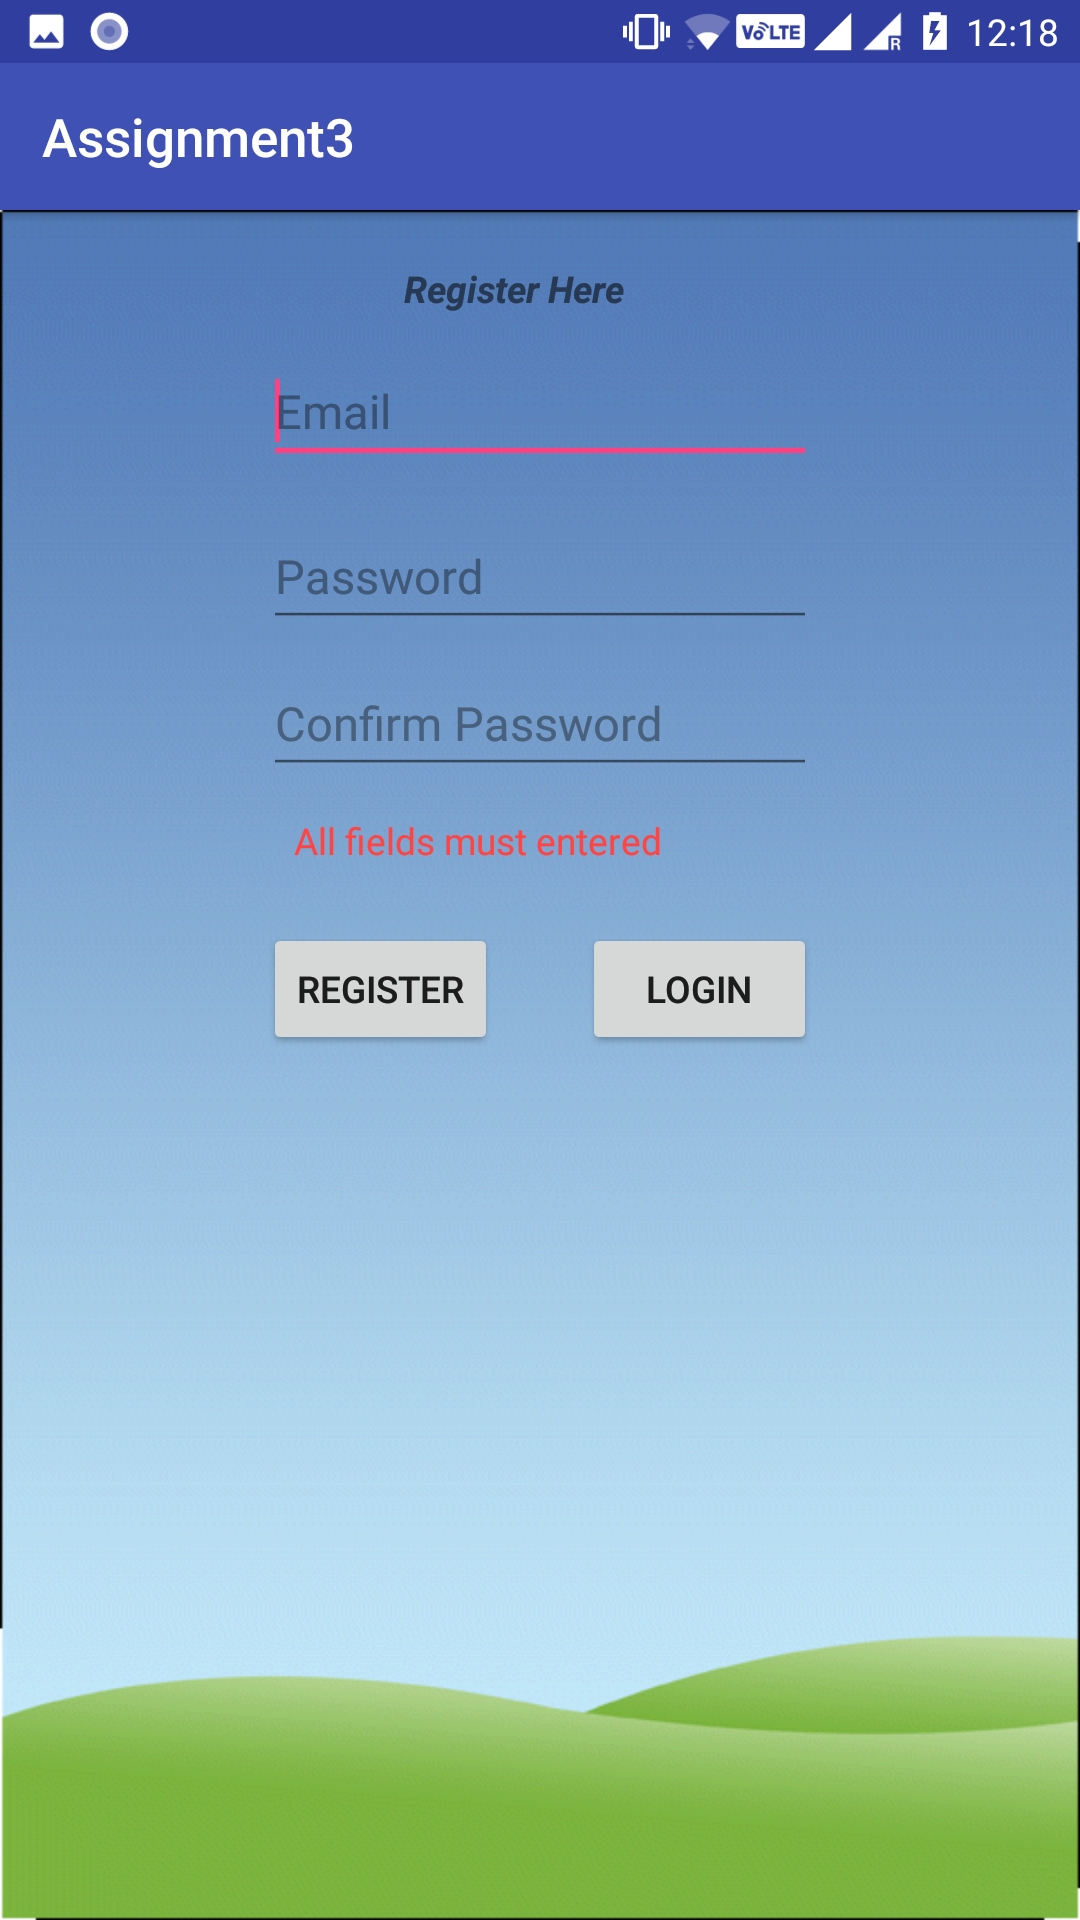 VoLTE R 12:18
Assignment3
Register Here
Email
Password
Confirm Password
All fields must entered
REGISTER LOGIN